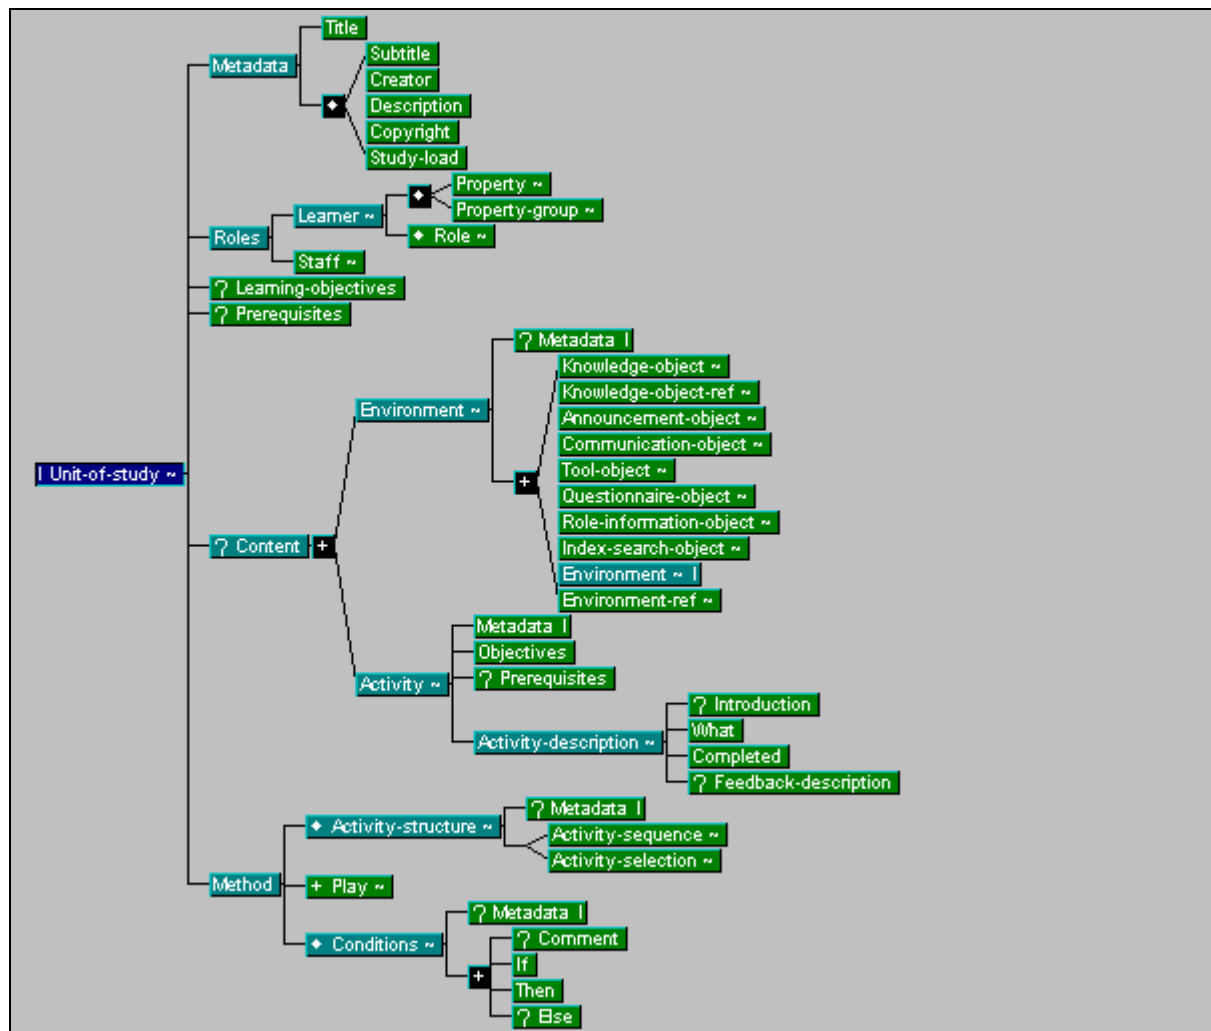 Title
Subtitle
Metadata
Creator
Description
Copyright
Study-load
Property ~
Property-group ~
Learner ~
Roles
Role ~
Staff ~
? Learning-objectives
? Prerequisites
? Metadata |
Knowledge-object ~
Knowledge-object-ref ~
Environment ~
Announcement-object ~
Communication-object ~
| Unit-of-study ~
Tool-object ~
+
Questionnaire-object ~
Role-information-object ~
? Content +
Index-search-object ~
Environment ~ |
Environment-ref ~
Metadata |
Objectives
? Prerequisites
Activity ~
? Introduction
What
Activity-description ~
Completed
? Feedback-description
? Metadata |
Activity-structure ~
Activity-sequence ~
Activity-selection ~
Method
+ Play ~
? Metadata |
? Comment
Conditions ~
If
+
Then
? Else